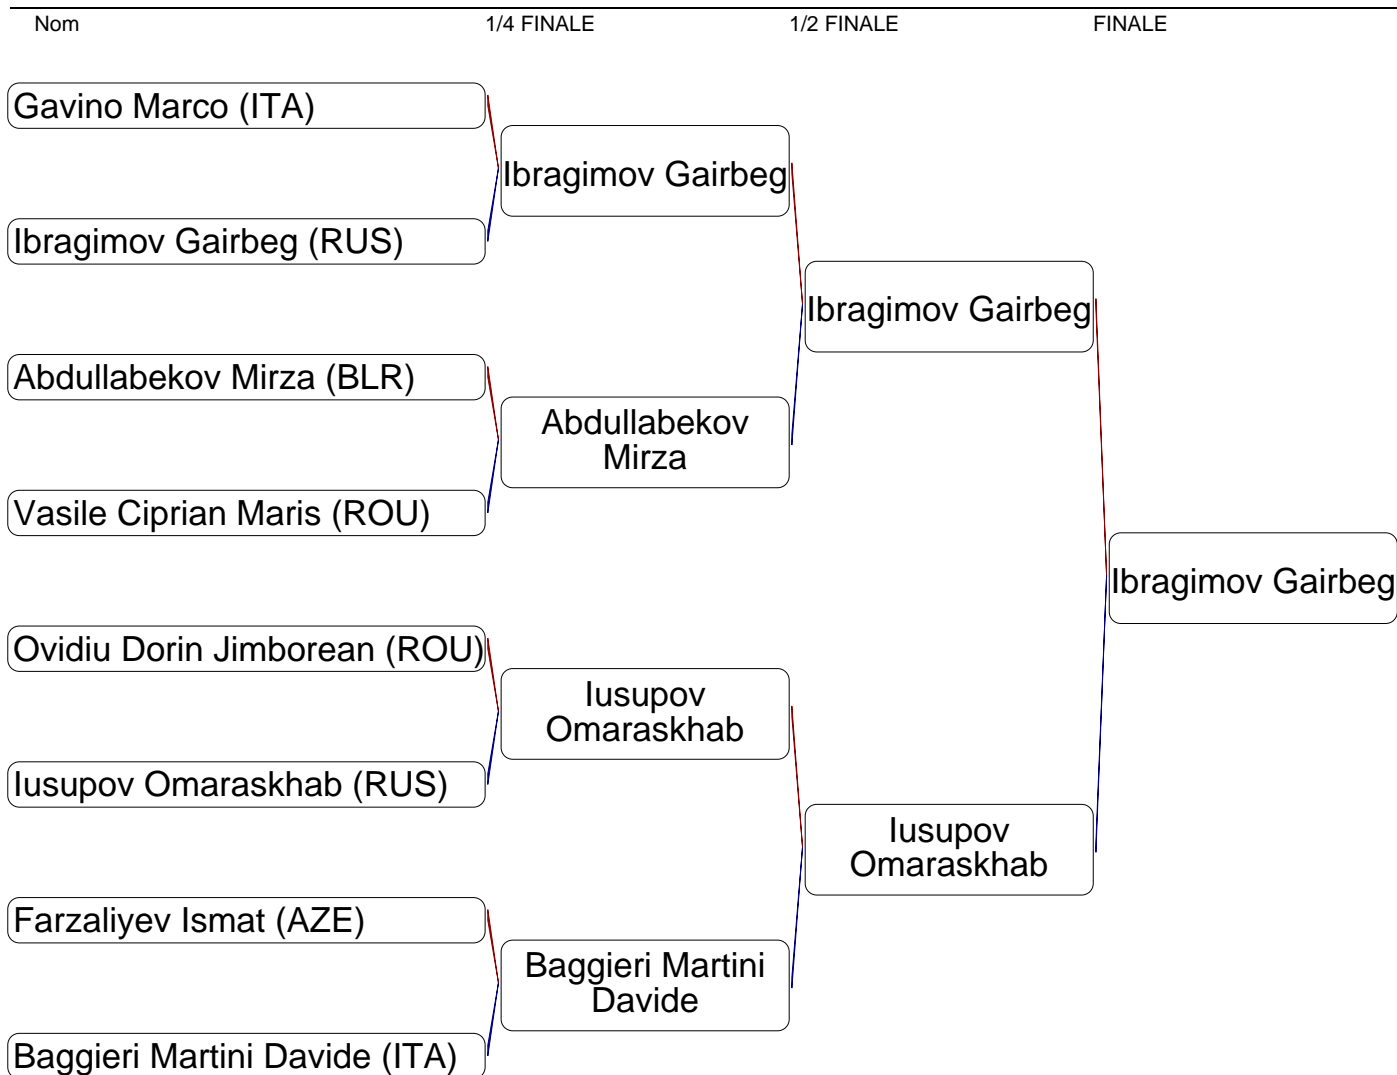 Nom 1/4 FINALE 1/2 FINALE FINALE
Gavino Marco (ITA)
Ibragimov Gairbeg
Ibragimov Gairbeg (RUS)
Ibragimov Gairbeg
Abdullabekov Mirza (BLR)
Abdullabekov
Mirza
Vasile Ciprian Maris (ROU)
Ibragimov Gairbeg
Ovidiu Dorin Jimborean (ROU)
Iusupov
Omaraskhab
Iusupov Omaraskhab (RUS)
Iusupov
Omaraskhab
Farzaliyev Ismat (AZE)
Baggieri Martini
Davide
Baggieri Martini Davide (ITA)